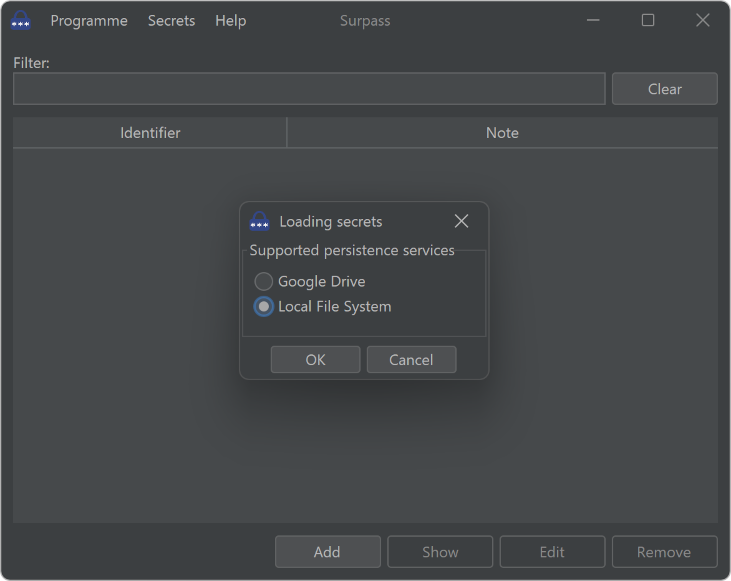 Programme Secrets Help Surpass
Filter:
Clear
Identifier Note
Loading secrets
Supported persistence services
Google Drive
Local File System
OK Cancel
Add Show Edit Remove